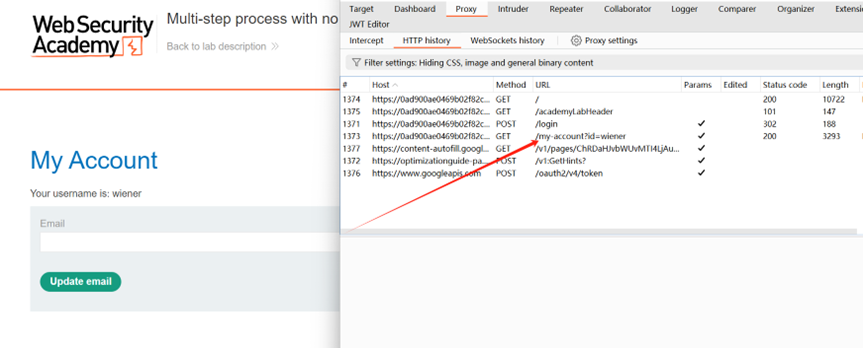 Web Security
Academy
Multi-step process with no
Back to lab description
My Account
Your username is: wiener
Email
Update email
Target Dashboard Proxy Intruder Repeater Collaborator Logger Comparer Organizer Extensi
JWT Editor
Intercept HTTP history WebSockets history Proxy settings
Filter settings: Hiding CSS, image and general binary content
# Host Method URL Params Edited Status code Length
1374 https://0ad900ae0469b02f82c... GET / 200 10722
1375 https://0ad900ae0469b02f82c... GET /academyLabHeader 101 147
1371 https://0ad900ae0469b02f82c... POST /login ✓ 302 188
1373 https://0ad900ae0469b02f82c... GET /my-account?id=wiener ✓ 200 3293
1377 https://content-autofill.googl... GET /v1/pages/ChRDaHJvbWUvMTI4LjAu... ✓
1372 https://optimizationguide-pa... POST /v1:GetHints? ✓
1376 https://www.googleapis.com POST /oauth2/v4/token ✓